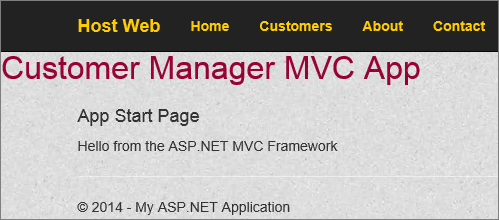 Host Web Home Customers About Contact
Customer Manager MVC App
App Start Page
Hello from the ASP.NET MVC Framework
© 2014 - My ASP.NET Application